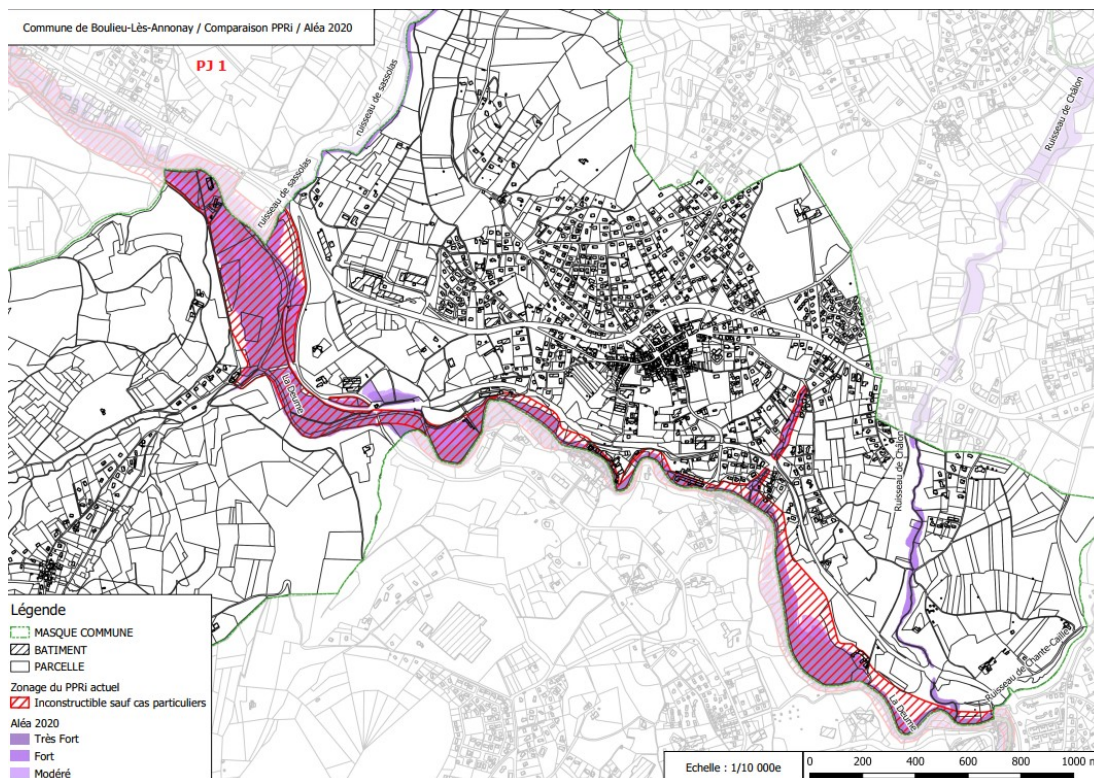 Commune de Boulieu-Lès-Annonay / Comparaison PPRi / Aléa 2020
PJ 1
ruisseau de sassolas
ruisseau de sassolas
Ruisseau de Châlon
La Deume
Ruisseau de Châlon
Ruisseau de Chante-Caille
La Deume
Légende
MASQUE COMMUNE
BATIMENT
PARCELLE
Zonage du PPRi actuel
Inconstructible sauf cas particuliers
Aléa 2020
Très Fort
Fort
Modéré
Echelle : 1/10 000e
0 200 400 600 800 1000 m